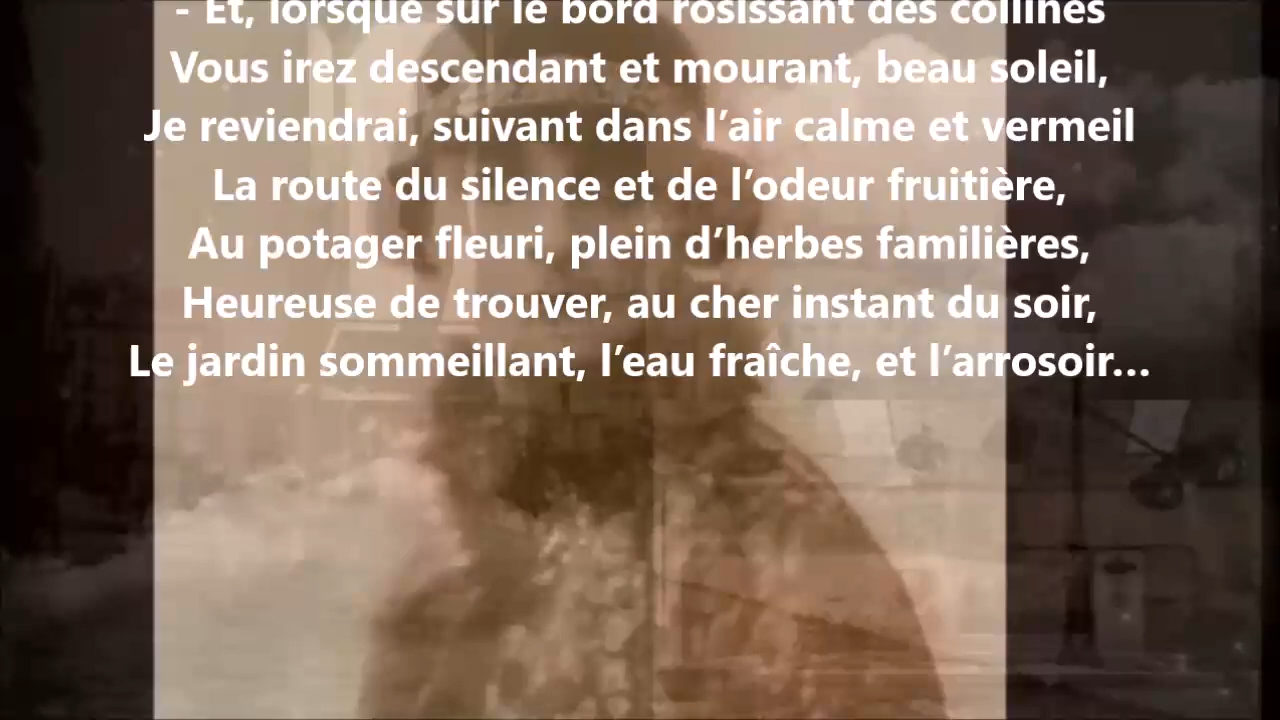 - Et, lorsque sur le bord rosissant des collines
Vous irez descendant et mourant, beau soleil,
Je reviendrai, suivant dans l’air calme et vermeil
La route du silence et de l’odeur fruitière,
Au potager fleuri, plein d’herbes familières,
Heureuse de trouver, au cher instant du soir,
Le jardin sommeillant, l’eau fraîche, et l’arrosoir...